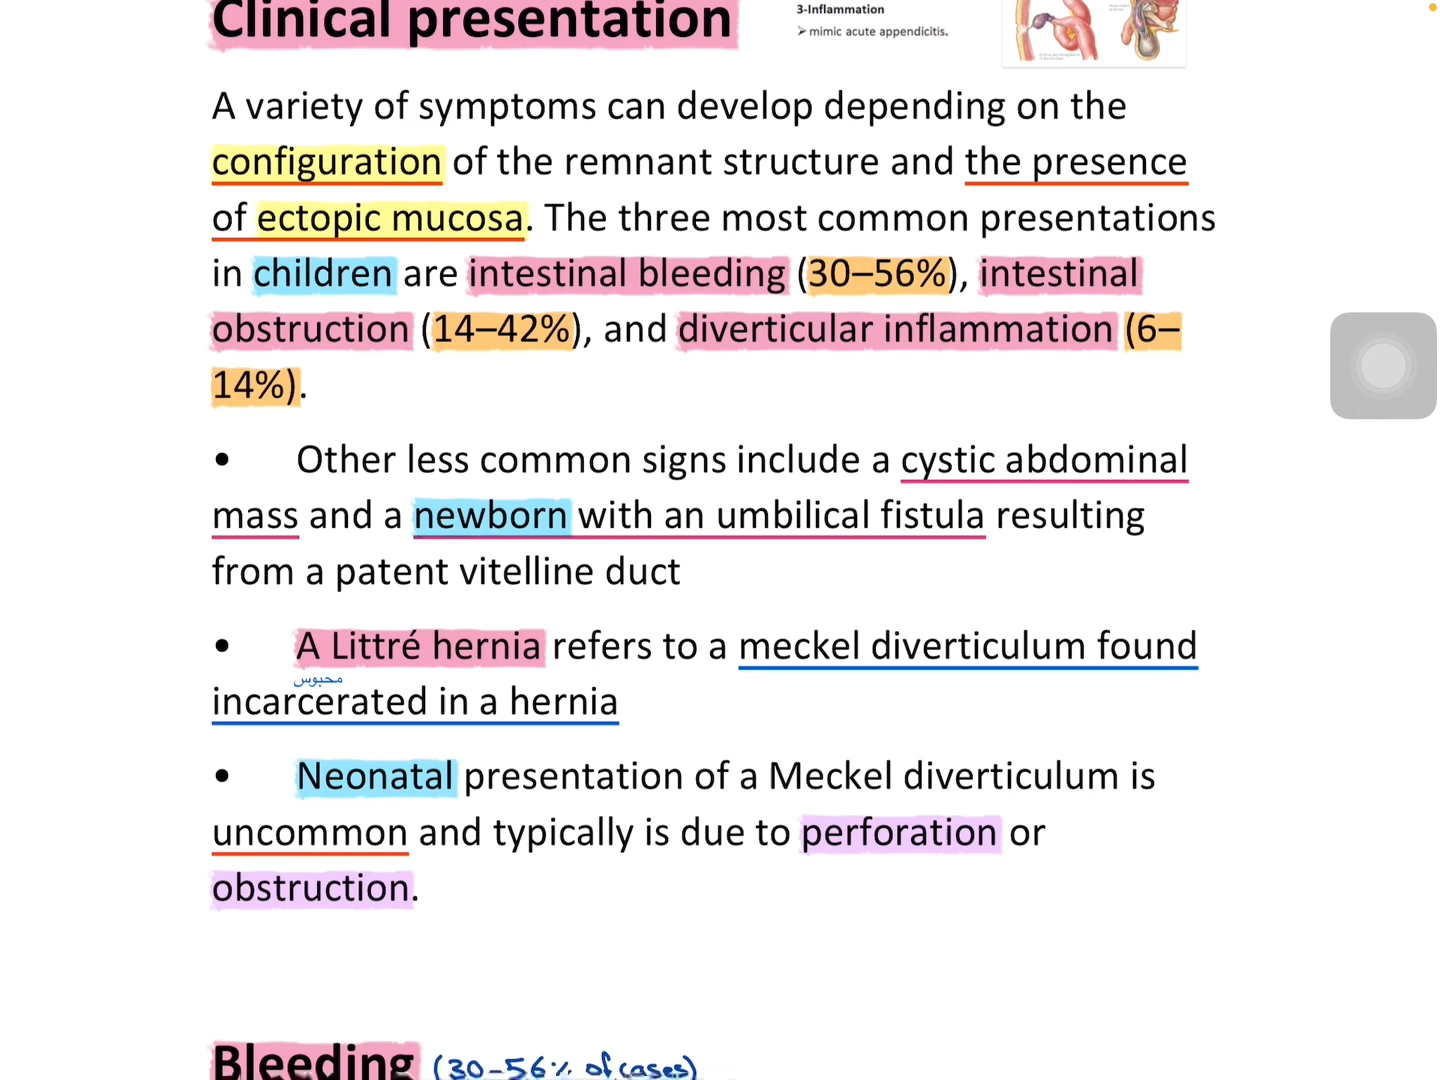 Clinical presentation
3-Inflammation
➢ mimic acute appendicitis.
A variety of symptoms can develop depending on the
configuration of the remnant structure and the presence
of ectopic mucosa. The three most common presentations
in children are intestinal bleeding (30–56%), intestinal
obstruction (14–42%), and diverticular inflammation (6–
14%).
• Other less common signs include a cystic abdominal
mass and a newborn with an umbilical fistula resulting
from a patent vitelline duct
• A Littré hernia refers to a meckel diverticulum found
محبوس
incarcerated in a hernia
• Neonatal presentation of a Meckel diverticulum is
uncommon and typically is due to perforation or
obstruction.
Bleeding (30-56% of cases)